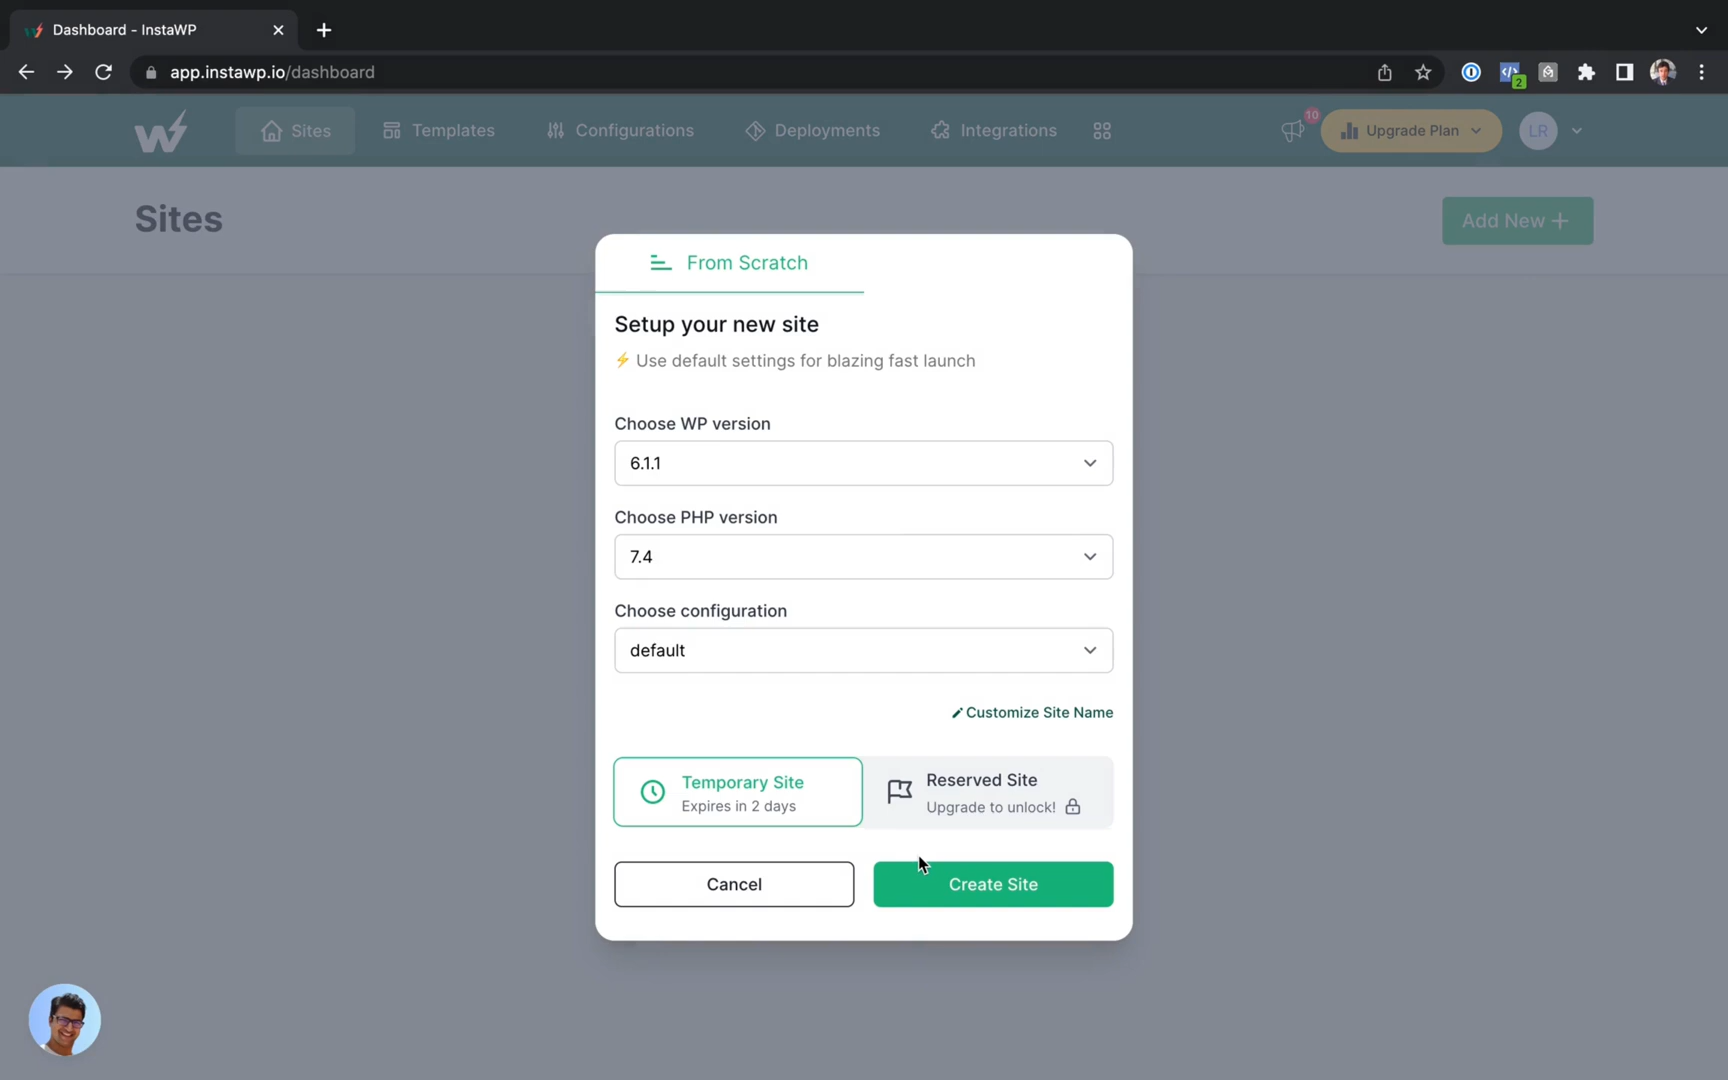 Dashboard - InstaWP
app.instawp.io/dashboard
2
W
Sites
Templates
Configurations
Deployments
Integrations
10
Upgrade Plan
LR
Sites
Add New +
From Scratch
Setup your new site
⚡ Use default settings for blazing fast launch
Choose WP version
6.1.1
Choose PHP version
7.4
Choose configuration
default
Customize Site Name
Temporary Site
Expires in 2 days
Reserved Site
Upgrade to unlock!
Cancel
Create Site